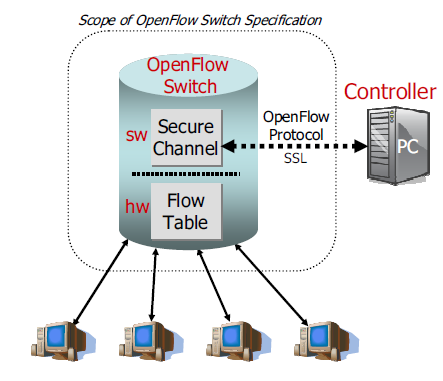 Scope of OpenFlow Switch Specification
OpenFlow
Switch
Controller
sw
Secure
Channel
OpenFlow
Protocol
SSL
PC
hw
Flow
Table